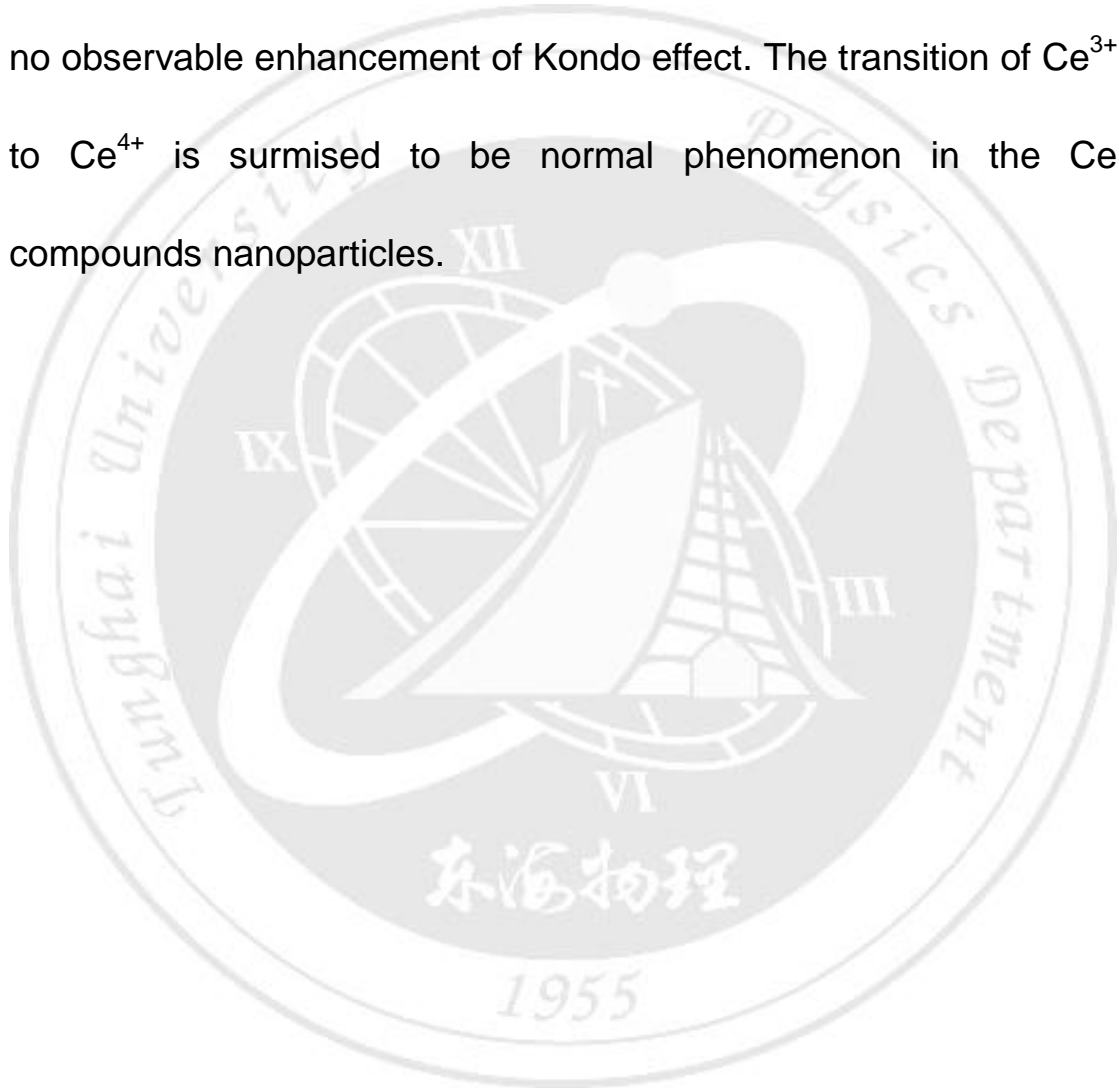 no observable enhancement of Kondo effect. The transition of Ce³⁺
to Ce⁴⁺ is surmised to be normal phenomenon in the Ce
compounds nanoparticles.
Tunghai University Physics Department
XII
IX
III
VI
东海物理
1955